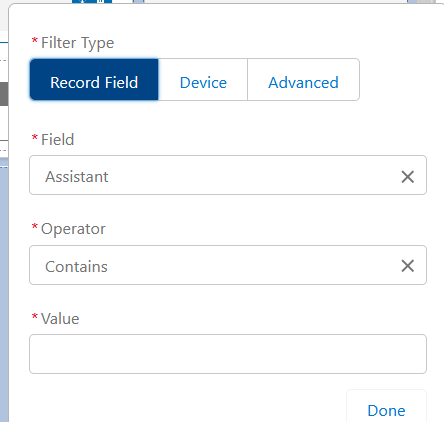 * Filter Type
Record Field Device Advanced
* Field
Assistant
* Operator
Contains
* Value
Done